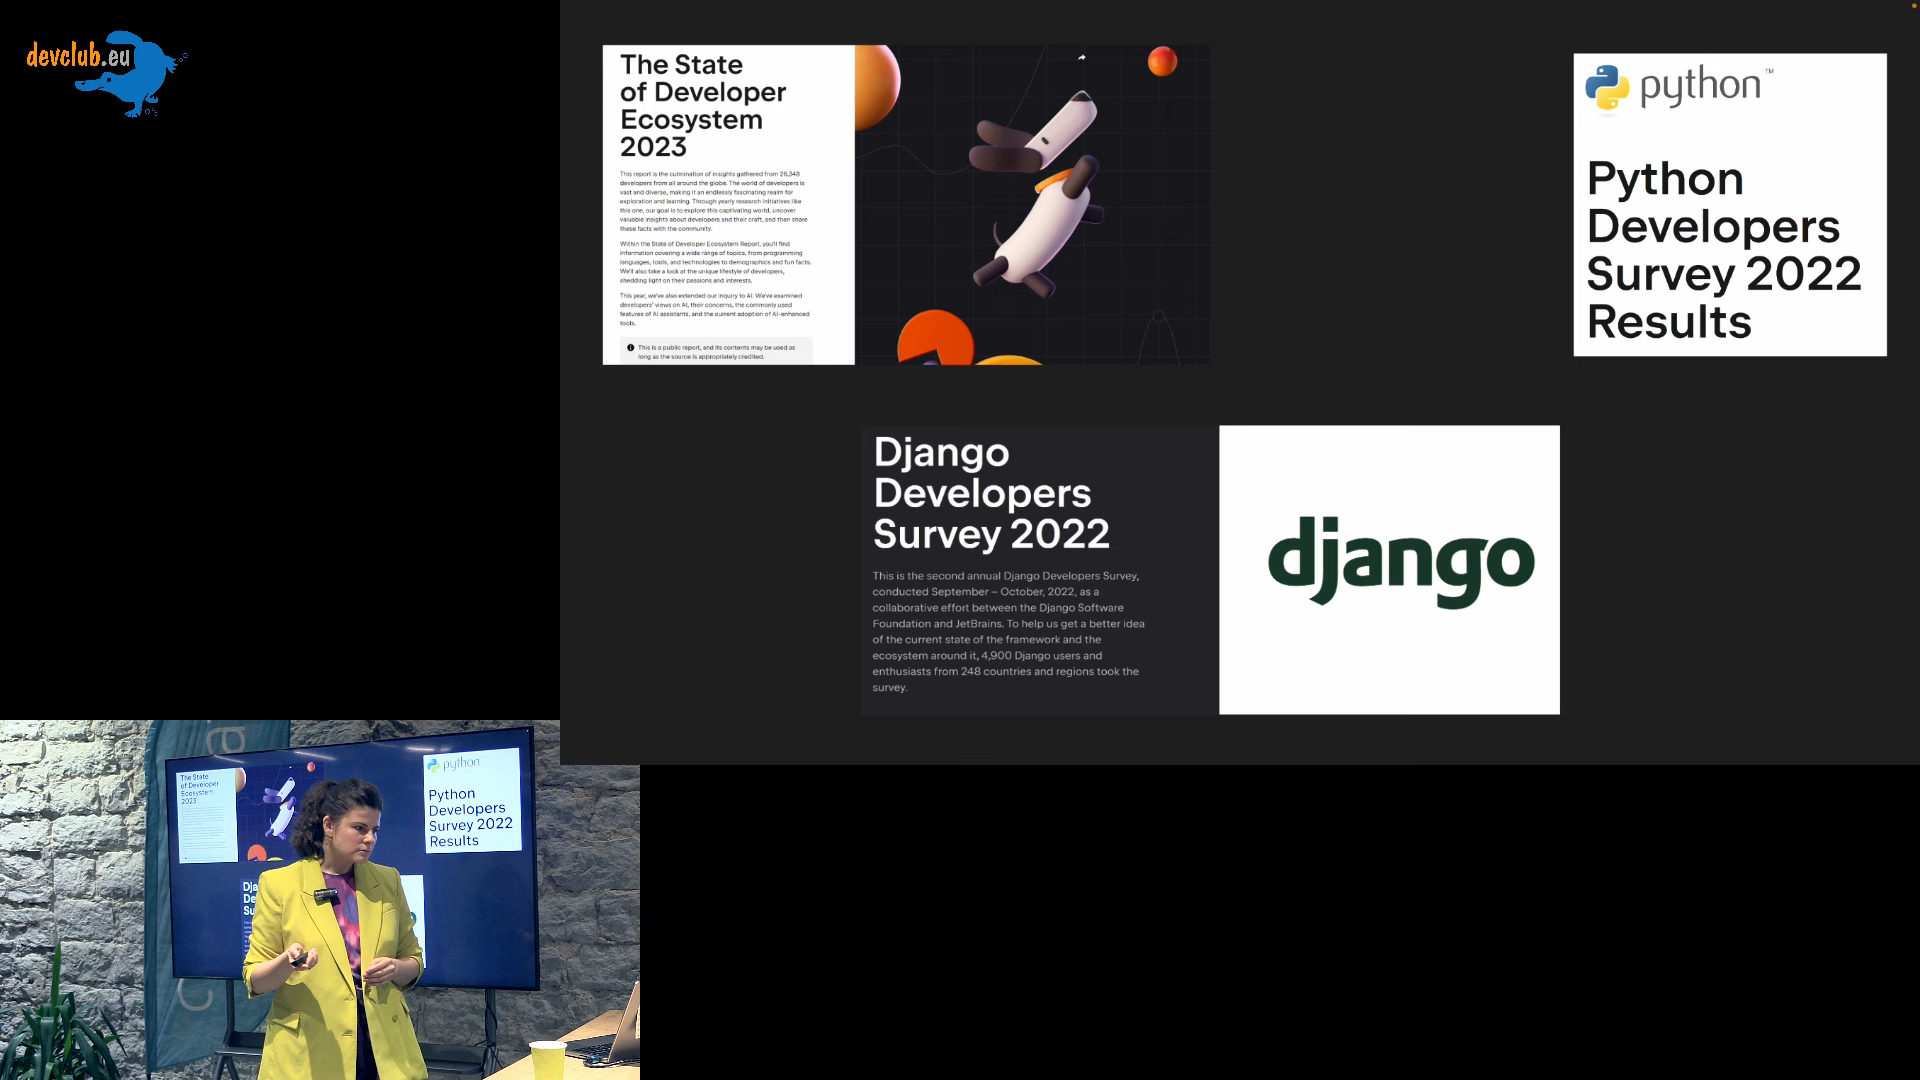 devclub.eu
The State
of Developer
Ecosystem
2023
This report is the culmination of insights gathered from 26,348
developers from all around the globe. The world of developers is
vast and diverse, making it an endlessly fascinating realm for
exploration and learning. Through yearly research initiatives like
this one, our goal is to explore this captivating world, uncover
valuable insights about developers and their craft, and then share
these facts with the community.
Within the State of Developer Ecosystem Report, you'll find
information covering a wide range of topics, from programming
languages, tools, and technologies to demographics and fun facts.
We'll also take a look at the unique lifestyle of developers,
shedding light on their passions and interests.
This year, we've also extended our inquiry to AI. We've examined
developers' views on AI, their concerns, the commonly used
features of AI assistants, and the current adoption of AI-enhanced
tools.
This is a public report, and its contents may be used as
long as the source is appropriately credited.
python™
Python
Developers
Survey 2022
Results
Django
Developers
Survey 2022
This is the second annual Django Developers Survey,
conducted September – October, 2022, as a
collaborative effort between the Django Software
Foundation and JetBrains. To help us get a better idea
of the current state of the framework and the
ecosystem around it, 4,900 Django users and
enthusiasts from 248 countries and regions took the
survey.
django
The State
of Developer
Ecosystem
2023
python
Python
Developers
Survey 2022
Results